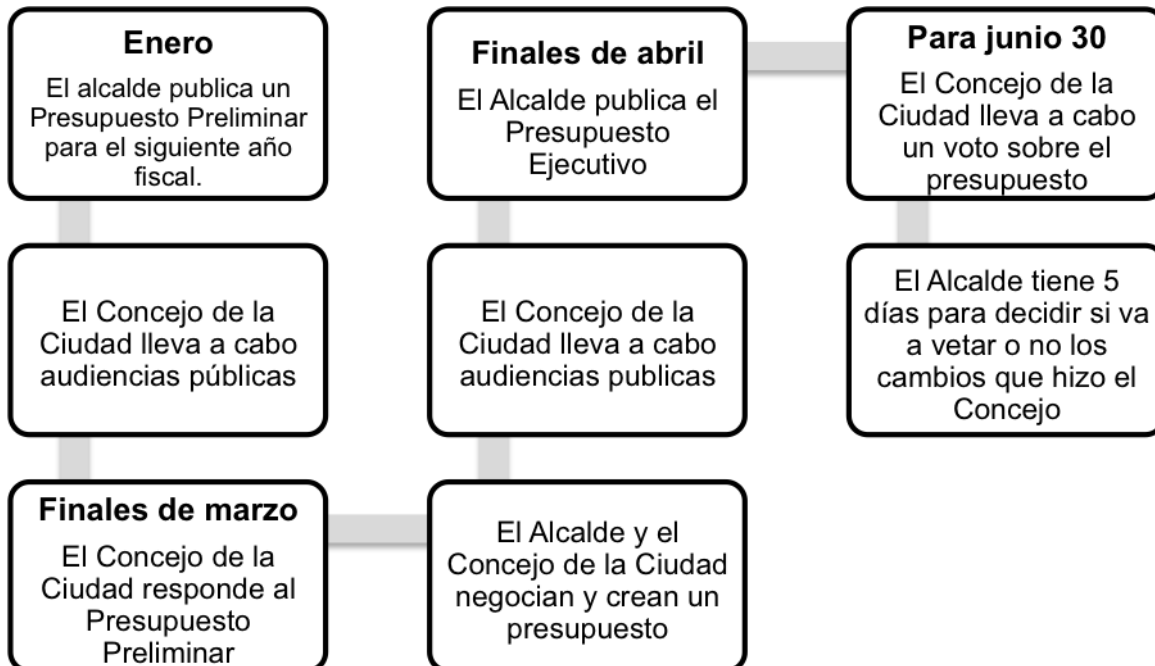 Enero
El alcalde publica un
Presupuesto Preliminar
para el siguiente año
fiscal.
El Concejo de la
Ciudad lleva a cabo
audiencias públicas
Finales de marzo
El Concejo de la
Ciudad responde al
Presupuesto
Preliminar
El Alcalde y el
Concejo de la Ciudad
negocian y crean un
presupuesto
El Concejo de la
Ciudad lleva a cabo
audiencias publicas
Finales de abril
El Alcalde publica el
Presupuesto
Ejecutivo
Para junio 30
El Concejo de la
Ciudad lleva a cabo
un voto sobre el
presupuesto
El Alcalde tiene 5
días para decidir si va
a vetar o no los
cambios que hizo el
Concejo